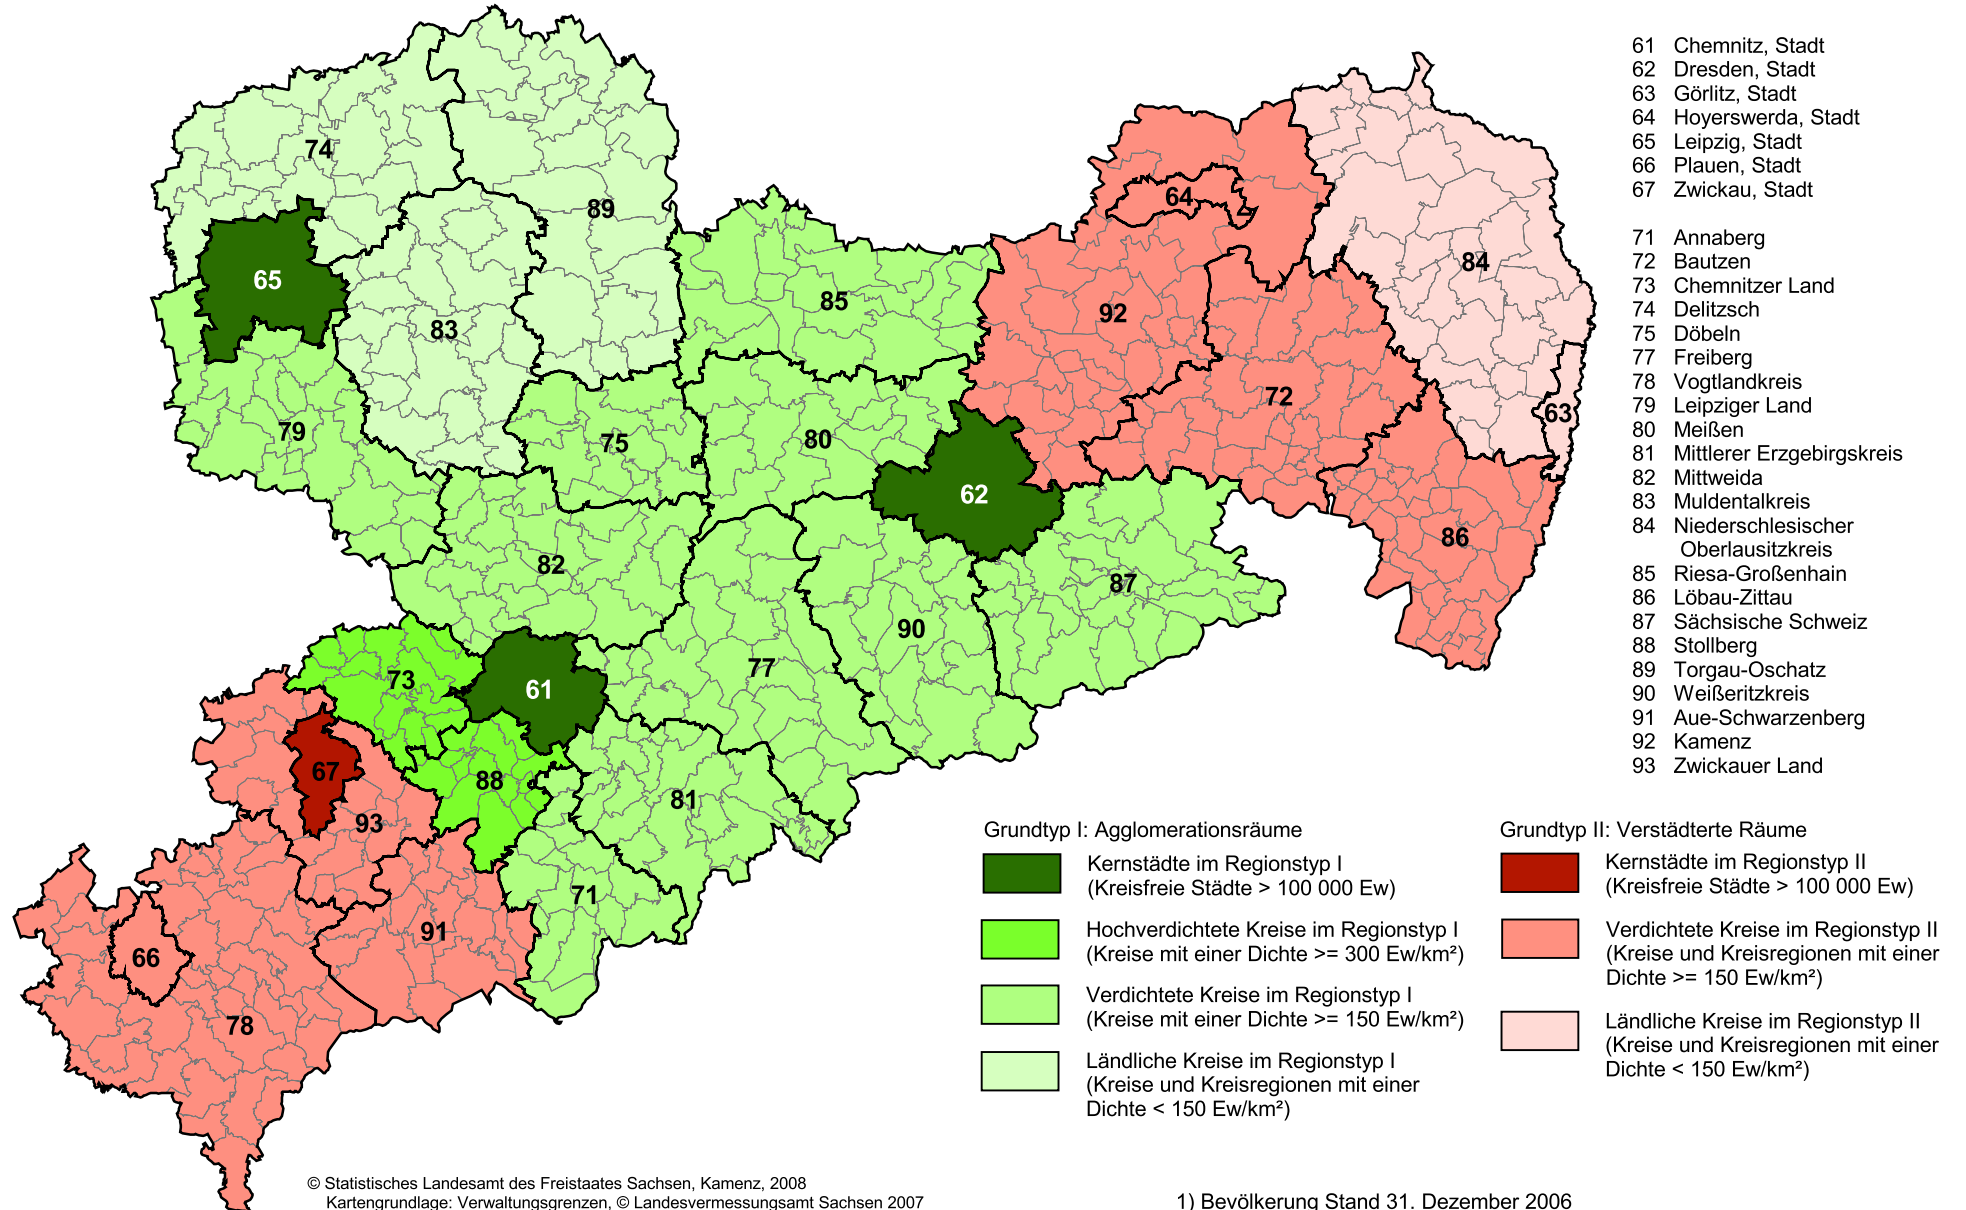 61 Chemnitz, Stadt
62 Dresden, Stadt
63 Görlitz, Stadt
64 Hoyerswerda, Stadt
65 Leipzig, Stadt
66 Plauen, Stadt
67 Zwickau, Stadt
71 Annaberg
72 Bautzen
73 Chemnitzer Land
74 Delitzsch
75 Döbeln
77 Freiberg
78 Vogtlandkreis
79 Leipziger Land
80 Meißen
81 Mittlerer Erzgebirgskreis
82 Mittweida
83 Muldentalkreis
84 Niederschlesischer
Oberlausitzkreis
85 Riesa-Großenhain
86 Löbau-Zittau
87 Sächsische Schweiz
88 Stollberg
89 Torgau-Oschatz
90 Weißeritzkreis
91 Aue-Schwarzenberg
92 Kamenz
93 Zwickauer Land
74
89
64
65
84
85
83
92
72
63
79
75
80
62
86
82
87
90
77
73
61
67
88
81
93
71
91
66
78
Grundtyp I: Agglomerationsräume
Kernstädte im Regionstyp I
(Kreisfreie Städte > 100 000 Ew)
Hochverdichtete Kreise im Regionstyp I
(Kreise mit einer Dichte >= 300 Ew/km²)
Verdichtete Kreise im Regionstyp I
(Kreise mit einer Dichte >= 150 Ew/km²)
Ländliche Kreise im Regionstyp I
(Kreise und Kreisregionen mit einer
Dichte < 150 Ew/km²)
Grundtyp II: Verstädterte Räume
Kernstädte im Regionstyp II
(Kreisfreie Städte > 100 000 Ew)
Verdichtete Kreise im Regionstyp II
(Kreise und Kreisregionen mit einer
Dichte >= 150 Ew/km²)
Ländliche Kreise im Regionstyp II
(Kreise und Kreisregionen mit einer
Dichte < 150 Ew/km²)
© Statistisches Landesamt des Freistaates Sachsen, Kamenz, 2008
Kartengrundlage: Verwaltungsgrenzen, © Landesvermessungsamt Sachsen 2007
1) Bevölkerung Stand 31. Dezember 2006